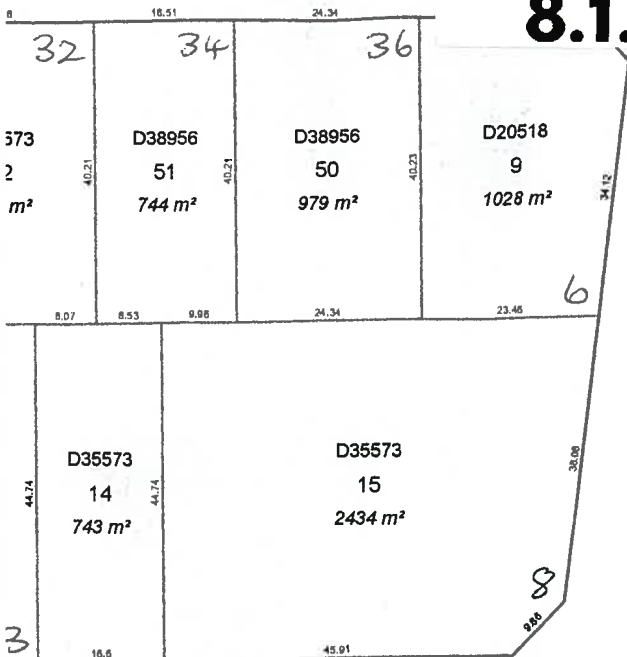 8.1.
16.51 24.34
32 34 36
573 D38956 D38956 D20518
2 51 50 9
m² 744 m² 979 m² 1028 m²
40.21 40.21 40.23 34.12
6
8.07 8.53 9.98 24.34 23.46
D35573 D35573
14 15
743 m² 2434 m²
44.74 44.74 38.08
8
9.86
3
16.6 45.91